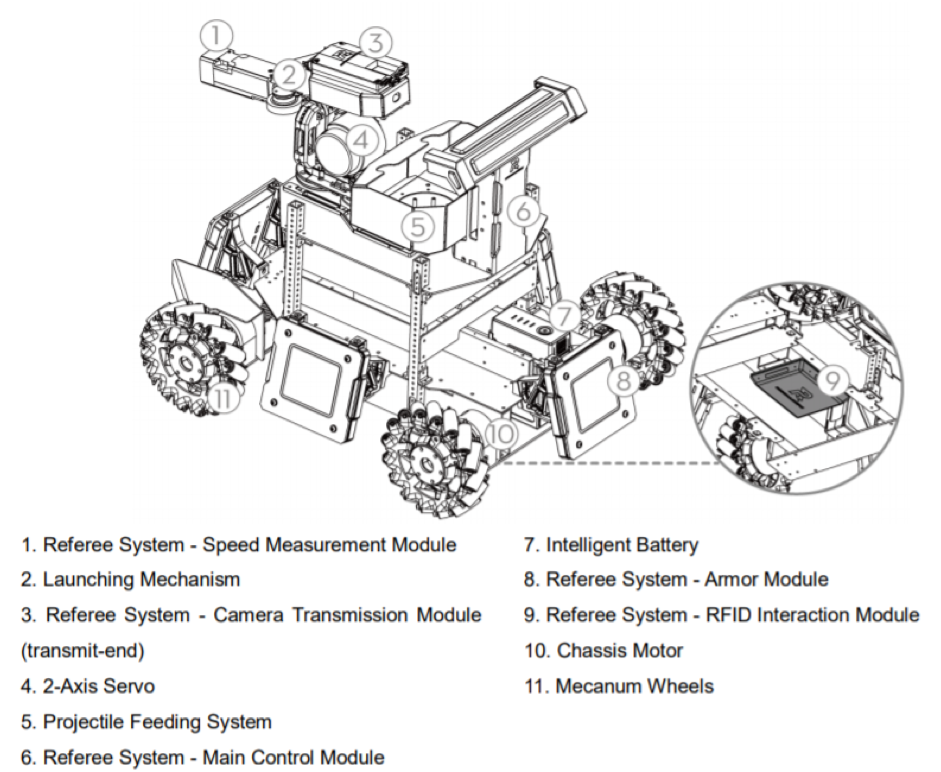 1
2
3
4
5
6
7
8
9
10
11
1. Referee System - Speed Measurement Module
2. Launching Mechanism
3. Referee System - Camera Transmission Module
(transmit-end)
4. 2-Axis Servo
5. Projectile Feeding System
6. Referee System - Main Control Module
7. Intelligent Battery
8. Referee System - Armor Module
9. Referee System - RFID Interaction Module
10. Chassis Motor
11. Mecanum Wheels